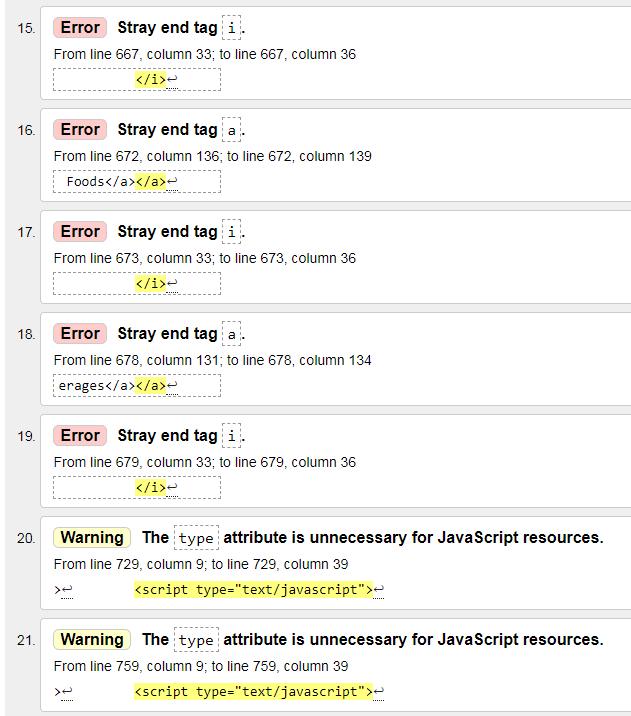 15. Error Stray end tag i.
From line 667, column 33; to line 667, column 36
</i>↩
16. Error Stray end tag a.
From line 672, column 136; to line 672, column 139
Foods</a></a>↩
17. Error Stray end tag i.
From line 673, column 33; to line 673, column 36
</i>↩
18. Error Stray end tag a.
From line 678, column 131; to line 678, column 134
erages</a></a>↩
19. Error Stray end tag i.
From line 679, column 33; to line 679, column 36
</i>↩
20. Warning The type attribute is unnecessary for JavaScript resources.
From line 729, column 9; to line 729, column 39
>↩ <script type="text/javascript">↩
21. Warning The type attribute is unnecessary for JavaScript resources.
From line 759, column 9; to line 759, column 39
>↩ <script type="text/javascript">↩